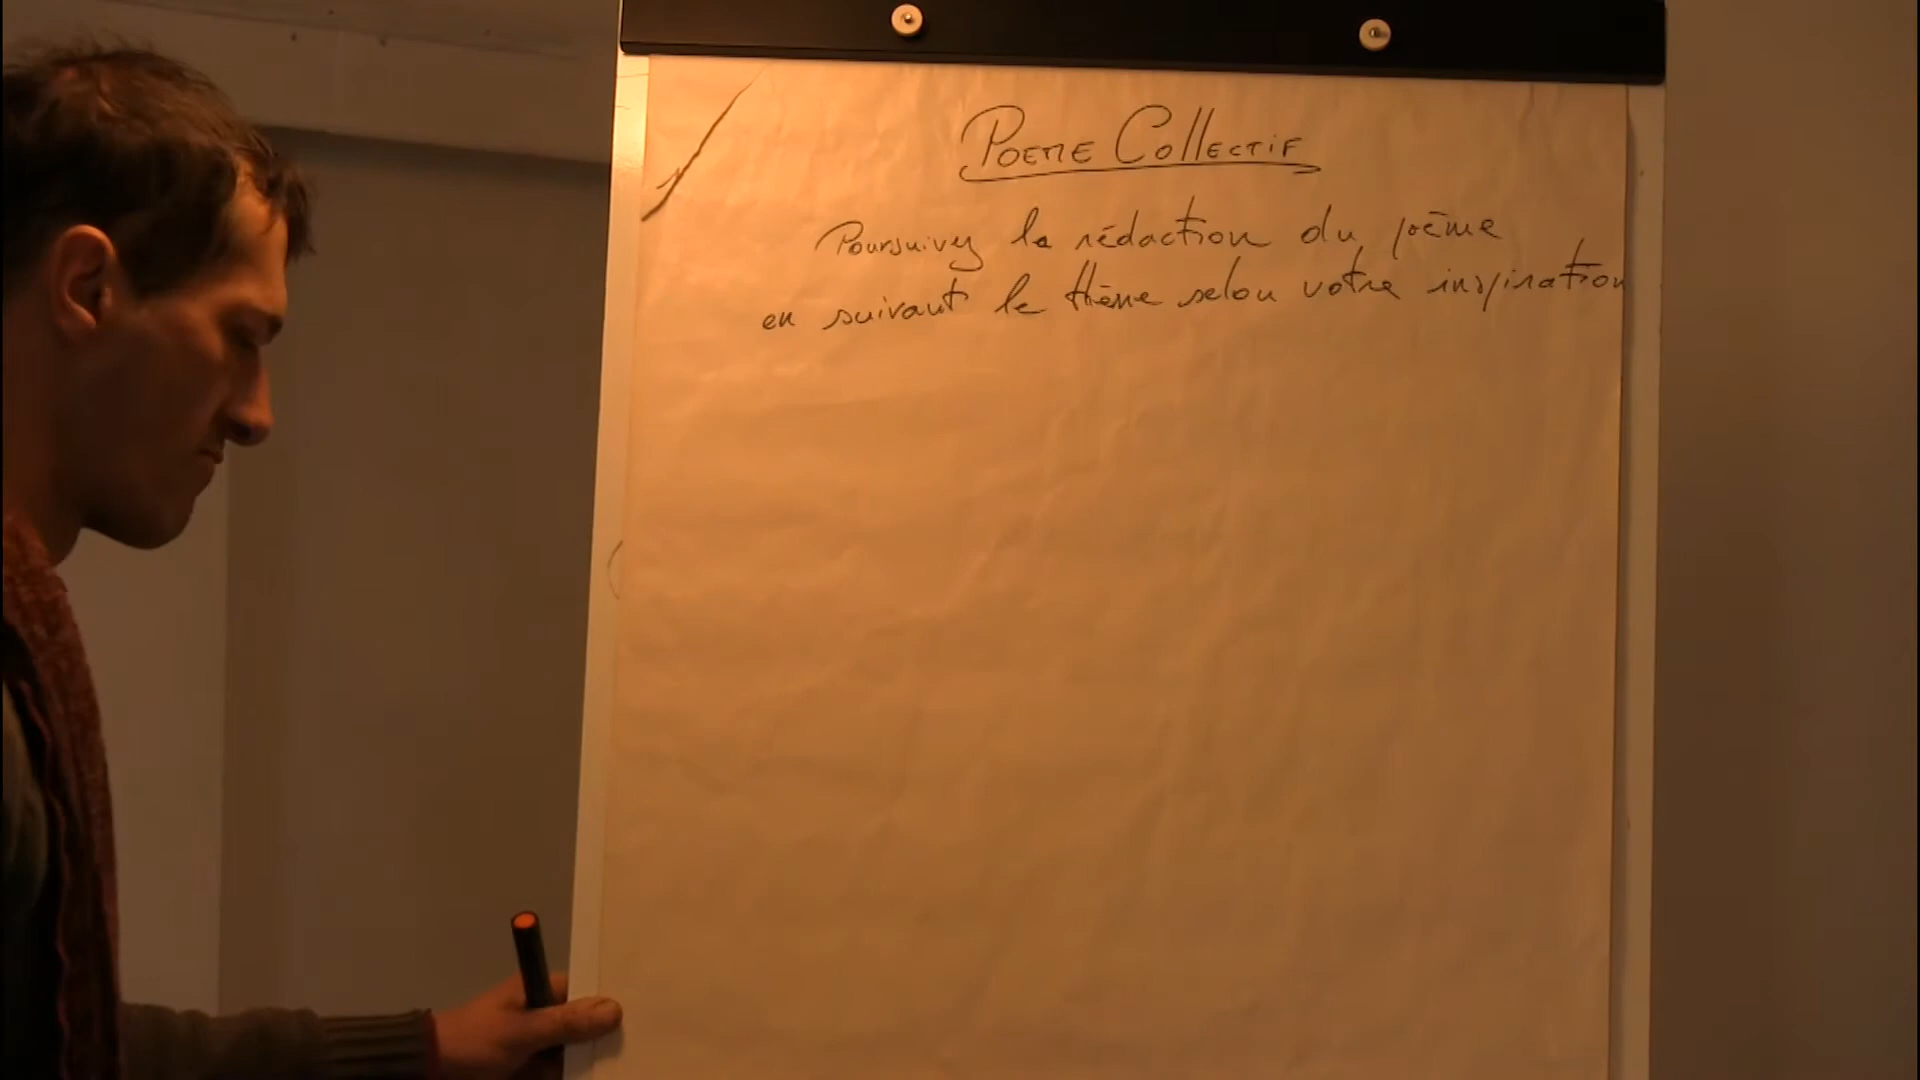 POEME COLLECTIF
Poursuivez la rédaction du poème
en suivant le thème selon votre inspiration